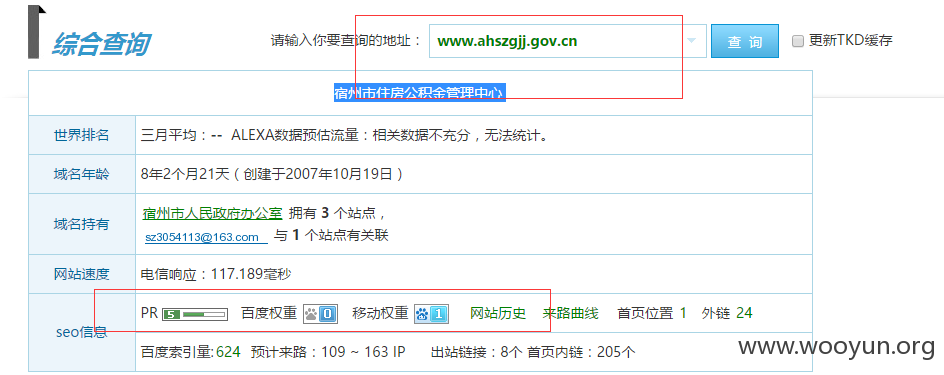 综合查询 请输入你要查询的地址： www.ahszgjj.gov.cn 查 询 更新TKD缓存
宿州市住房公积金管理中心
世界排名 三月平均：-- ALEXA数据预估流量：相关数据不充分，无法统计。
域名年龄 8年2个月21天（创建于2007年10月19日）
域名持有 宿州市人民政府办公室 拥有 3 个站点，
sz3054113@163.com 与 1 个站点有关联
网站速度 电信响应：117.189毫秒
seo信息 PR 5 百度权重 0 移动权重 1 网站历史 来路曲线 首页位置 1 外链 24
百度索引量:624 预计来路：109 ~ 163 IP 出站链接：8个 首页内链：205个
www.wooyun.org